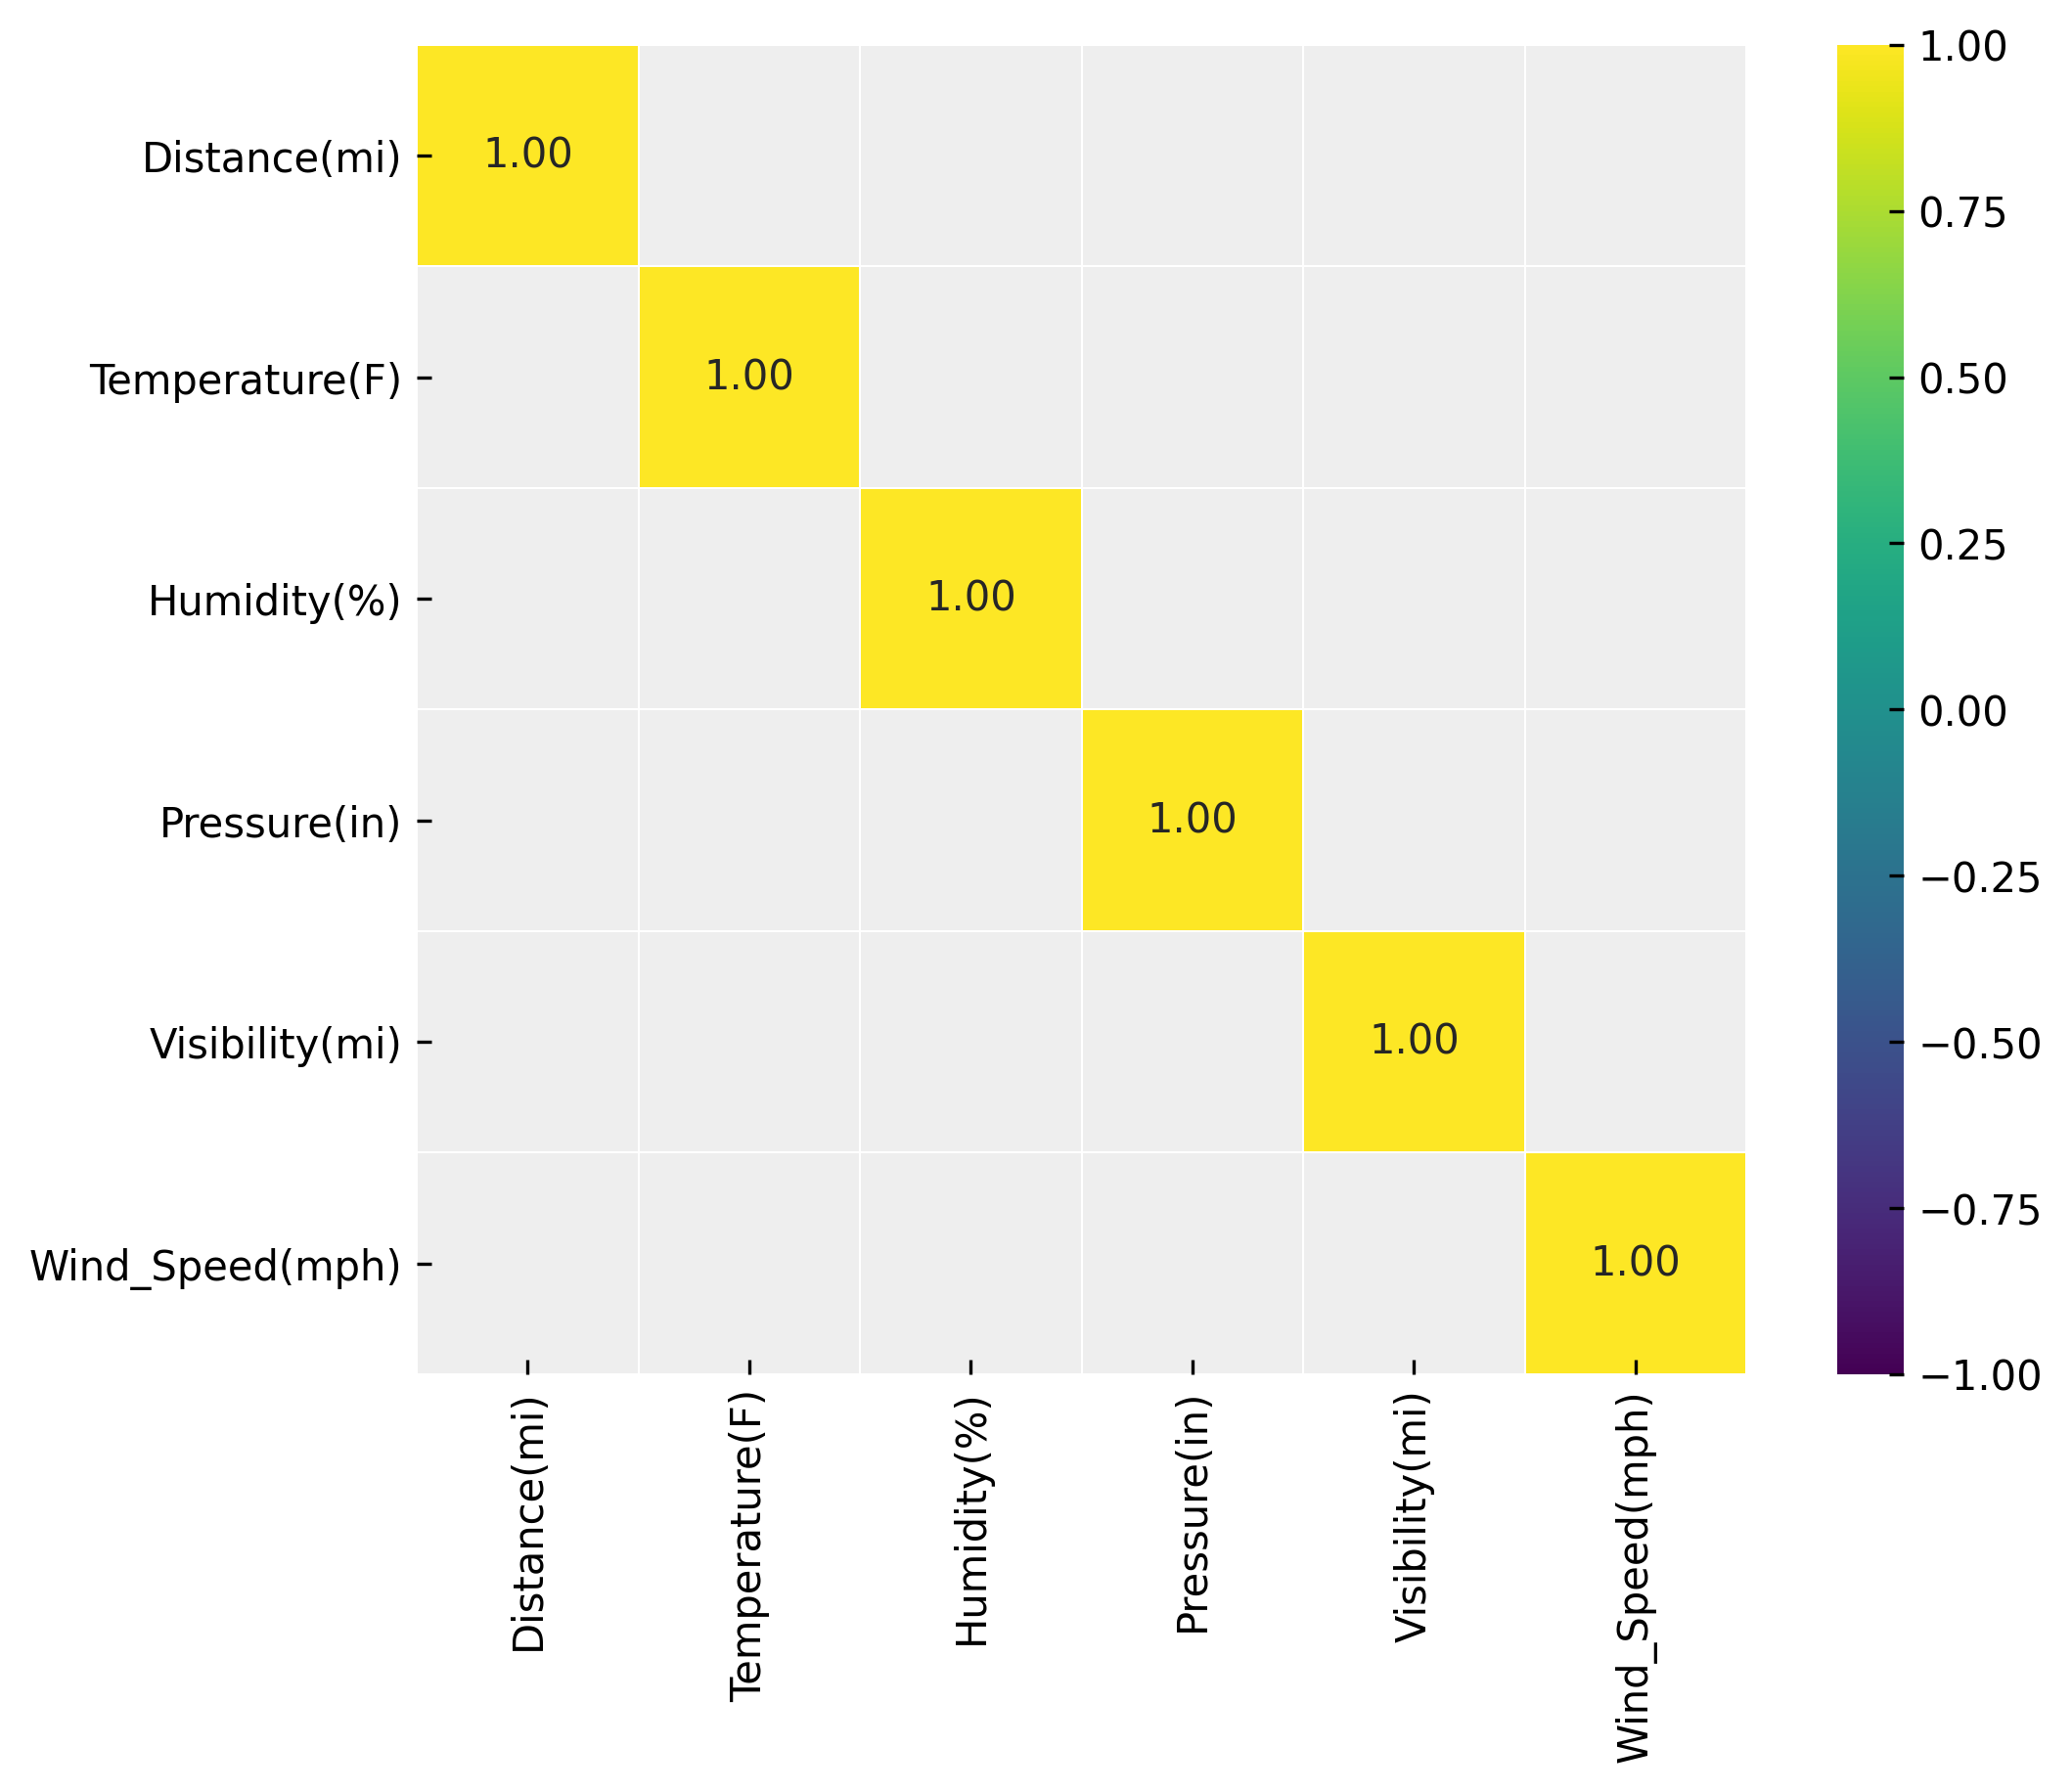 Distance(mi)
Temperature(F)
Humidity(%)
Pressure(in)
Visibility(mi)
Wind_Speed(mph)
1.00
1.00
1.00
1.00
1.00
1.00
Distance(mi)
Temperature(F)
Humidity(%)
Pressure(in)
Visibility(mi)
Wind_Speed(mph)
1.00
0.75
0.50
0.25
0.00
−0.25
−0.50
−0.75
−1.00